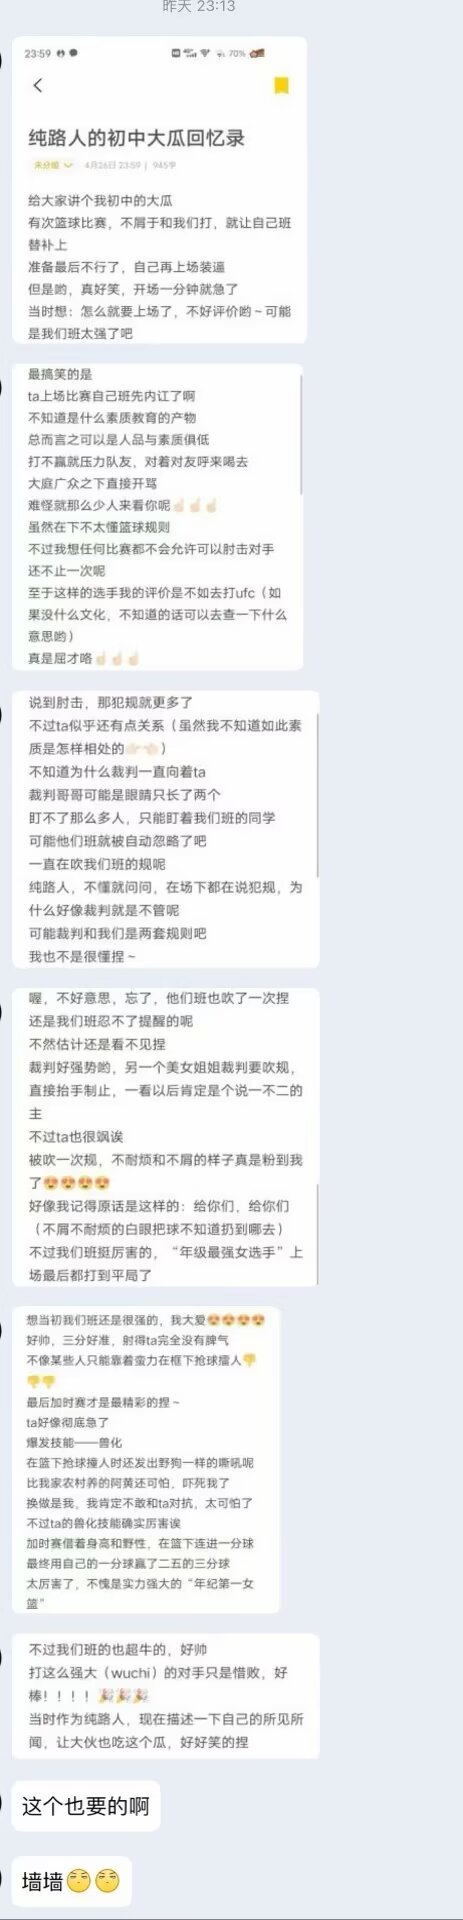 昨天 23:13
23:59
70%
纯路人的初中大瓜回忆录
未分组
4月26日 23:59 | 945字
给大家讲个我初中的大瓜
有次篮球比赛，不屑于和我们打，就让自己班
替补上
准备最后不行了，自己再上场装逼
但是哟，真好笑，开场一分钟就急了
当时想：怎么就要上场了，不好评价哟~可能
是我们班太强了吧
最搞笑的是
ta上场比赛自己班先内讧了啊
不知道是什么素质教育的产物
总而言之可以是人品与素质俱低
打不赢就压力队友，对着对友呼来喝去
大庭广众之下直接开骂
难怪就那么少人来看你呢☝🏻☝🏻☝🏻
虽然在下不太懂篮球规则
不过我想任何比赛都不会允许可以肘击对手
还不止一次呢
至于这样的选手我的评价是不如去打ufc（如
果没什么文化，不知道的话可以去查一下什么
意思哟）
真是屈才咯☝🏻☝🏻☝🏻
说到肘击，那犯规就更多了
不过ta似乎还有点关系（虽然我不知道如此素
质是怎样相处的👉🏻👈🏻）
不知道为什么裁判一直向着ta
裁判哥哥可能是眼睛只长了两个
盯不了那么多人，只能盯着我们班的同学
可能他们班就被自动忽略了吧
一直在吹我们班的规呢
纯路人，不懂就问问，在场下都在说犯规，为
什么好像裁判就是不管呢
可能裁判和我们是两套规则吧
我也不是很懂捏~
喔，不好意思，忘了，他们班也吹了一次捏
还是我们班忍不了提醒的呢
不然估计还是看不见捏
裁判好强势哟，另一个美女姐姐裁判要吹规，
直接抬手制止，一看以后肯定是个说一不二的
主
不过ta也很飒诶
被吹一次规，不耐烦和不屑的样子真是粉到我
了😍😍😍😍
好像我记得原话是这样的：给你们，给你们
（不屑不耐烦的白眼把球不知道扔到哪去）
不过我们班挺厉害的，“年级最强女选手”上
场最后都打到平局了
想当初我们班还是很强的，我大爱😍😍😍😍
好帅，三分好准，射得ta完全没有脾气
不像某些人只能靠着蛮力在框下抢球擂人👎
👎👎
最后加时赛才是最精彩的捏~
ta好像彻底急了
爆发技能——兽化
在篮下抢球撞人时还发出野狗一样的嘶吼呢
比我家农村养的阿黄还可怕，吓死我了
换做是我，我肯定不敢和ta对抗，太可怕了
不过ta的兽化技能确实厉害诶
加时赛借着身高和野性，在篮下连进一分球
最终用自己的一分球赢了二五的三分球
太厉害了，不愧是实力强大的“年纪第一女
篮”
不过我们班的也超牛的，好帅
打这么强大（wuchi）的对手只是惜败，好
棒！！！！🎉🎉🎉
当时作为纯路人，现在描述一下自己的所见所
闻，让大伙也吃这个瓜，好好笑的捏
这个也要的啊
墙墙🙄🙄